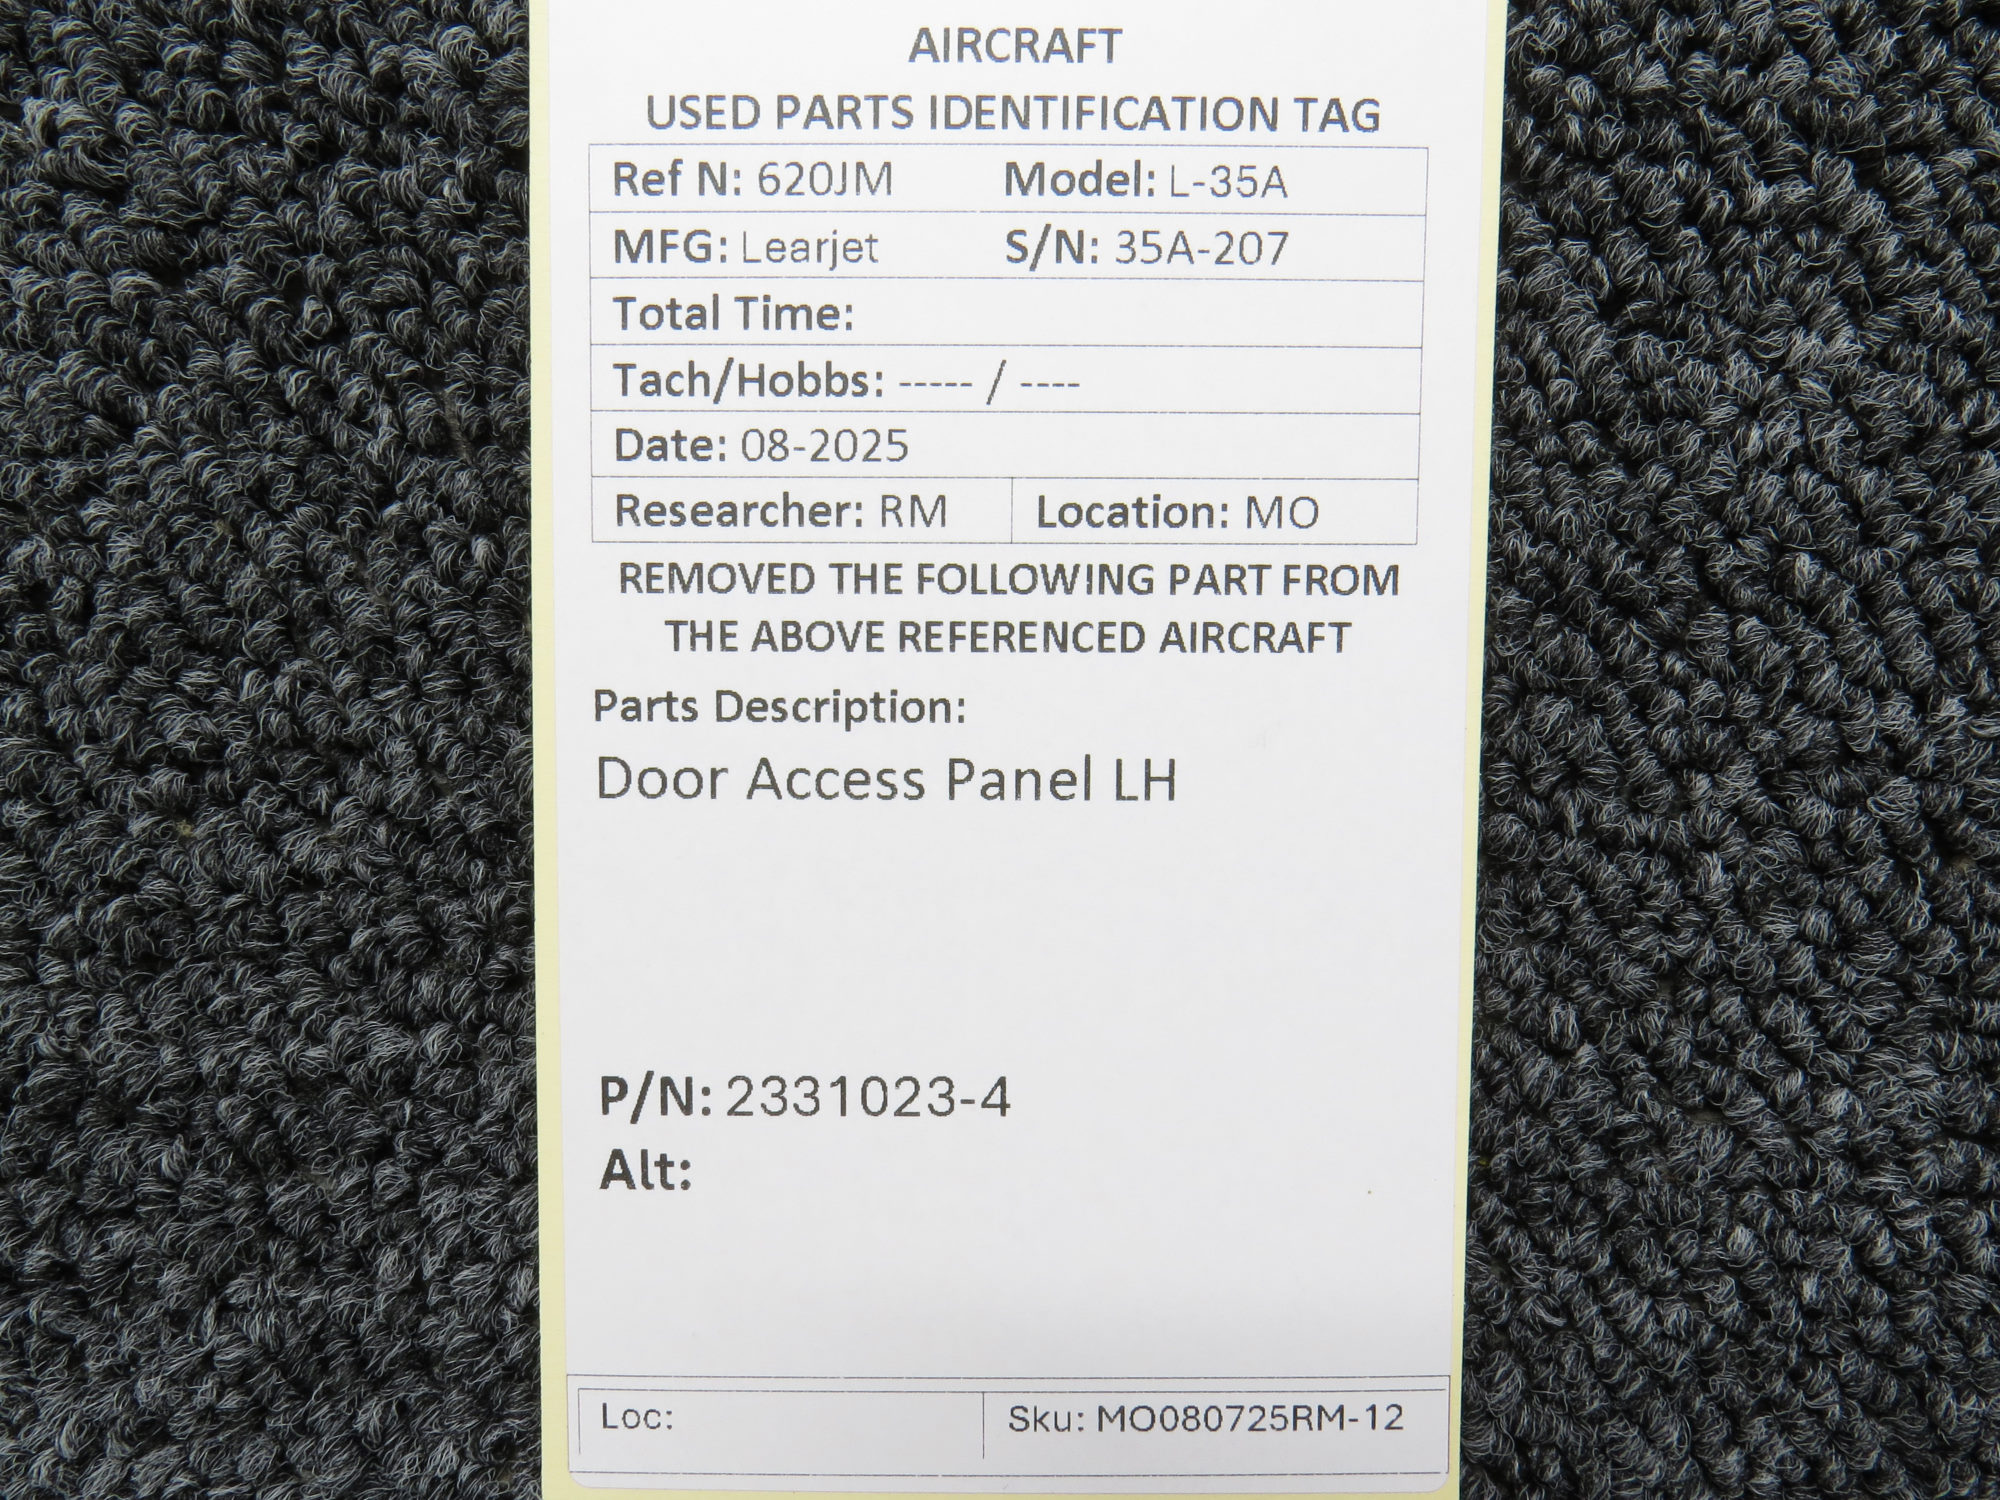 AIRCRAFT
USED PARTS IDENTIFICATION TAG
Ref N: 620JM Model: L-35A
MFG: Learjet S/N: 35A-207
Total Time:
Tach/Hobbs: ----- / ----
Date: 08-2025
Researcher: RM Location: MO
REMOVED THE FOLLOWING PART FROM
THE ABOVE REFERENCED AIRCRAFT
Parts Description:
Door Access Panel LH
P/N: 2331023-4
Alt:
Loc: Sku: MO080725RM-12